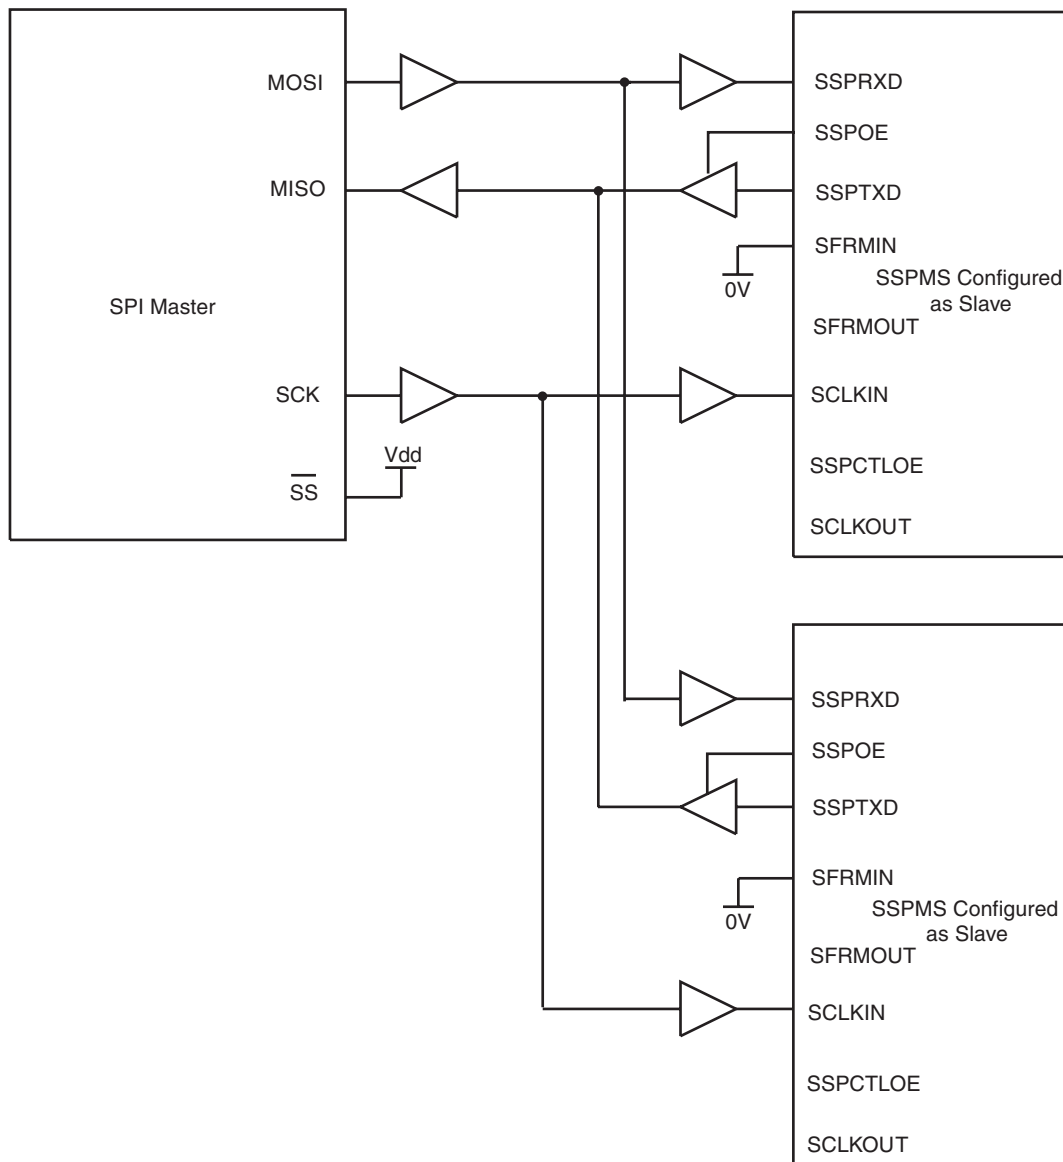 MOSI
MISO
SPI Master
SCK
SS
Vdd
SSPRXD
SSPOE
SSPTXD
SFRMIN
0V
SSPMS Configured
as Slave
SFRMOUT
SCLKIN
SSPCTLOE
SCLKOUT
SSPRXD
SSPOE
SSPTXD
SFRMIN
0V
SSPMS Configured
as Slave
SFRMOUT
SCLKIN
SSPCTLOE
SCLKOUT